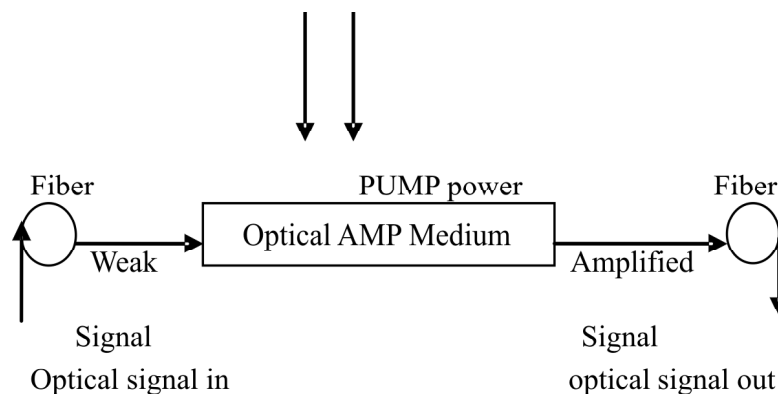 PUMP power
Fiber
Fiber
Optical AMP Medium
Weak
Amplified
Signal
Signal
Optical signal in
optical signal out